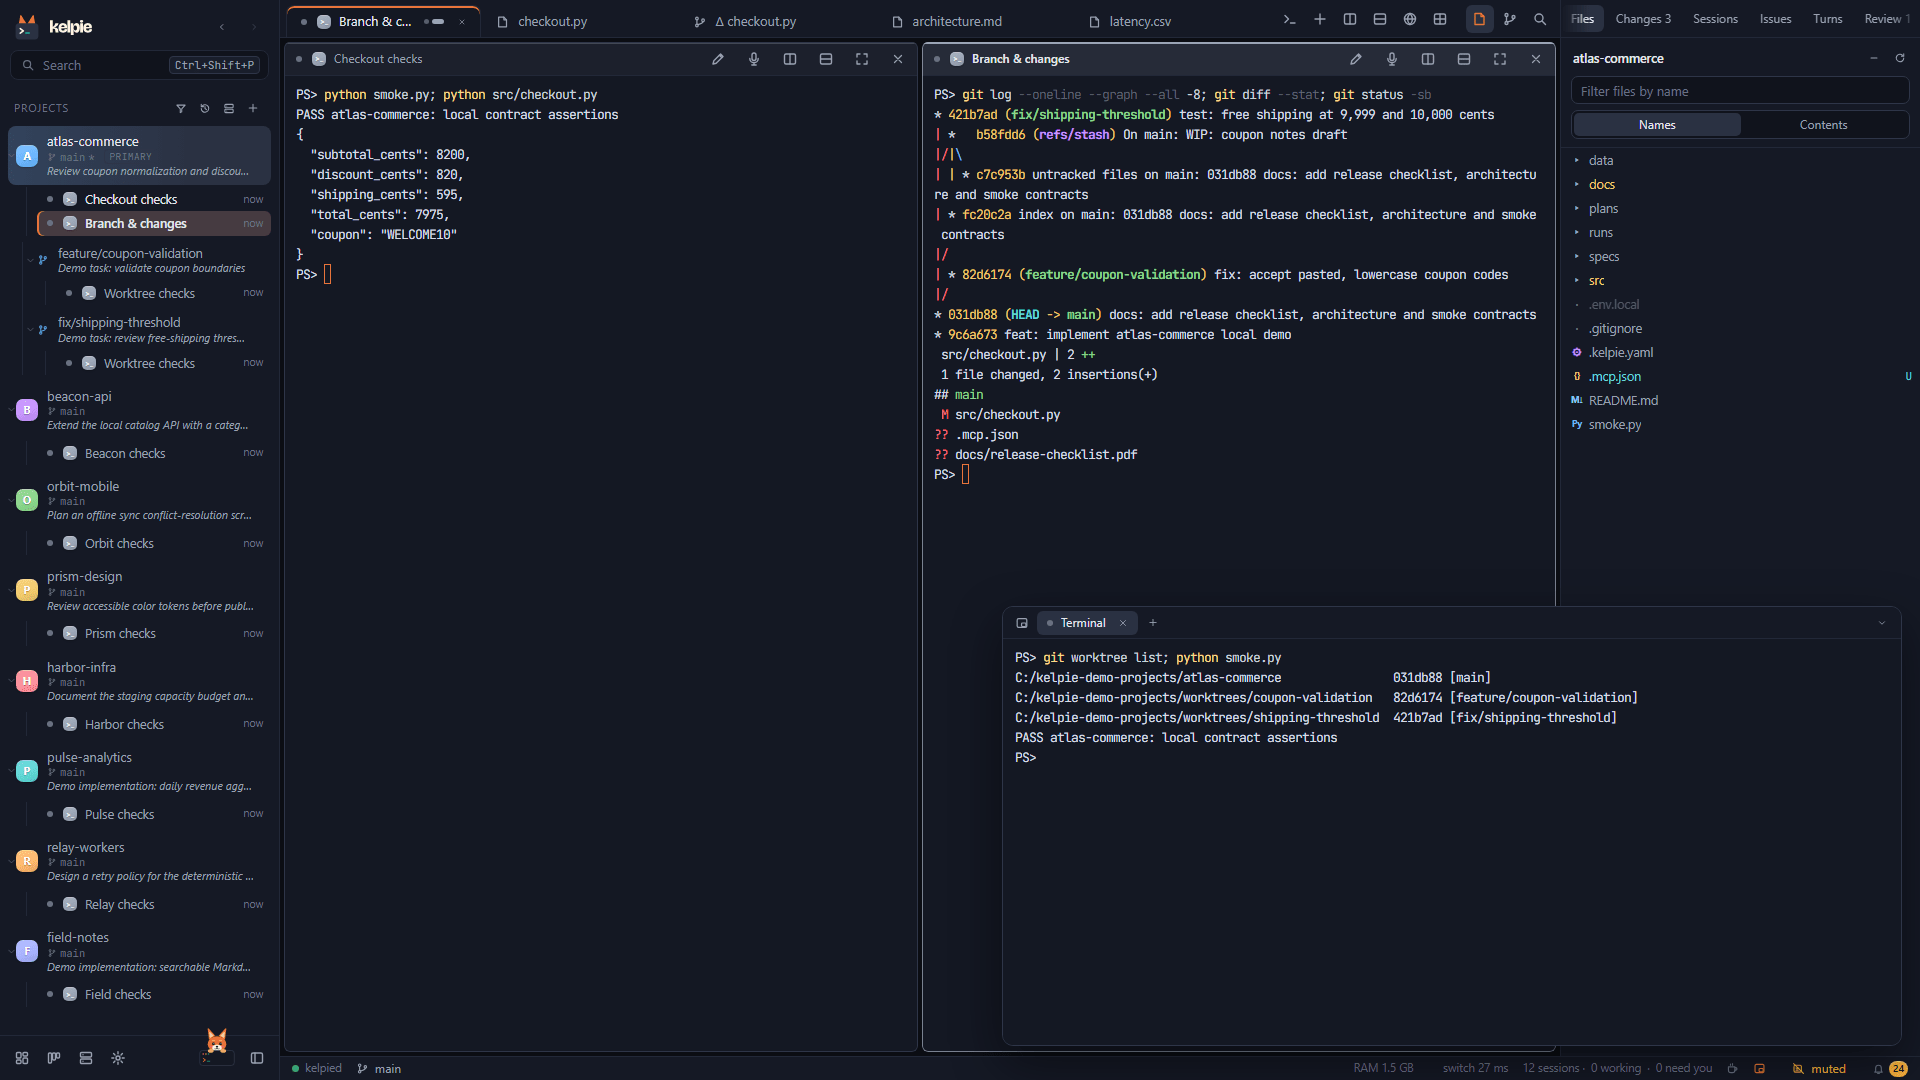 kelpie
Search
Ctrl+Shift+P
PROJECTS
A
atlas-commerce
main * PRIMARY
Review coupon normalization and discou...
Checkout checks now
Branch & changes now
feature/coupon-validation
Demo task: validate coupon boundaries
Worktree checks now
fix/shipping-threshold
Demo task: review free-shipping thres...
Worktree checks now
B
beacon-api
main
Extend the local catalog API with a categ...
Beacon checks now
O
orbit-mobile
main
Plan an offline sync conflict-resolution scr...
Orbit checks now
P
prism-design
main
Review accessible color tokens before publ...
Prism checks now
H
harbor-infra
main
Document the staging capacity budget an...
Harbor checks now
P
pulse-analytics
main
Demo implementation: daily revenue agg...
Pulse checks now
R
relay-workers
main
Design a retry policy for the deterministic ...
Relay checks now
F
field-notes
main
Demo implementation: searchable Markd...
Field checks now
Branch & c...
checkout.py
Δ checkout.py
architecture.md
latency.csv
Checkout checks
PS> python smoke.py; python src/checkout.py
PASS atlas-commerce: local contract assertions
{
"subtotal_cents": 8200,
"discount_cents": 820,
"shipping_cents": 595,
"total_cents": 7975,
"coupon": "WELCOME10"
}
PS>
Branch & changes
PS> git log --oneline --graph --all -8; git diff --stat; git status -sb
* 421b7ad (fix/shipping-threshold) test: free shipping at 9,999 and 10,000 cents
| *   b58fdd6 (refs/stash) On main: WIP: coupon notes draft
|/|\
| | * c7c953b untracked files on main: 031db88 docs: add release checklist, architectu
re and smoke contracts
| * fc20c2a index on main: 031db88 docs: add release checklist, architecture and smoke
contracts
|/
| * 82d6174 (feature/coupon-validation) fix: accept pasted, lowercase coupon codes
|/
* 031db88 (HEAD -> main) docs: add release checklist, architecture and smoke contracts
* 9c6a673 feat: implement atlas-commerce local demo
src/checkout.py | 2 ++
1 file changed, 2 insertions(+)
## main
M src/checkout.py
?? .mcp.json
?? docs/release-checklist.pdf
PS>
Terminal
PS> git worktree list; python smoke.py
C:/kelpie-demo-projects/atlas-commerce                031db88 [main]
C:/kelpie-demo-projects/worktrees/coupon-validation   82d6174 [feature/coupon-validation]
C:/kelpie-demo-projects/worktrees/shipping-threshold  421b7ad [fix/shipping-threshold]
PASS atlas-commerce: local contract assertions
PS>
Files Changes 3 Sessions Issues Turns Review 1
atlas-commerce
Filter files by name
Names Contents
data
docs
plans
runs
specs
src
.env.local
.gitignore
.kelpie.yaml
{} .mcp.json U
M↓ README.md
Py smoke.py
kelpied main
RAM 1.5 GB switch 27 ms 12 sessions · 0 working · 0 need you muted 24